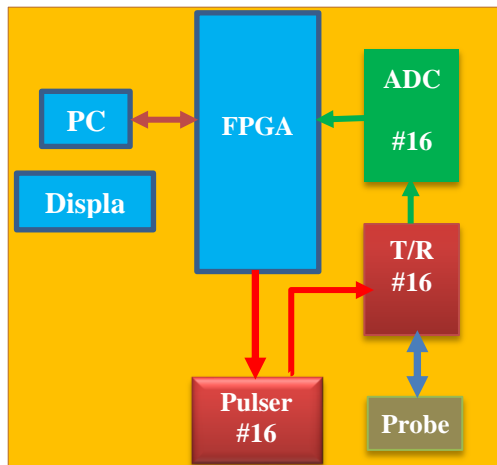 PC
Displa
FPGA
ADC
#16
T/R
#16
Pulser
#16
Probe